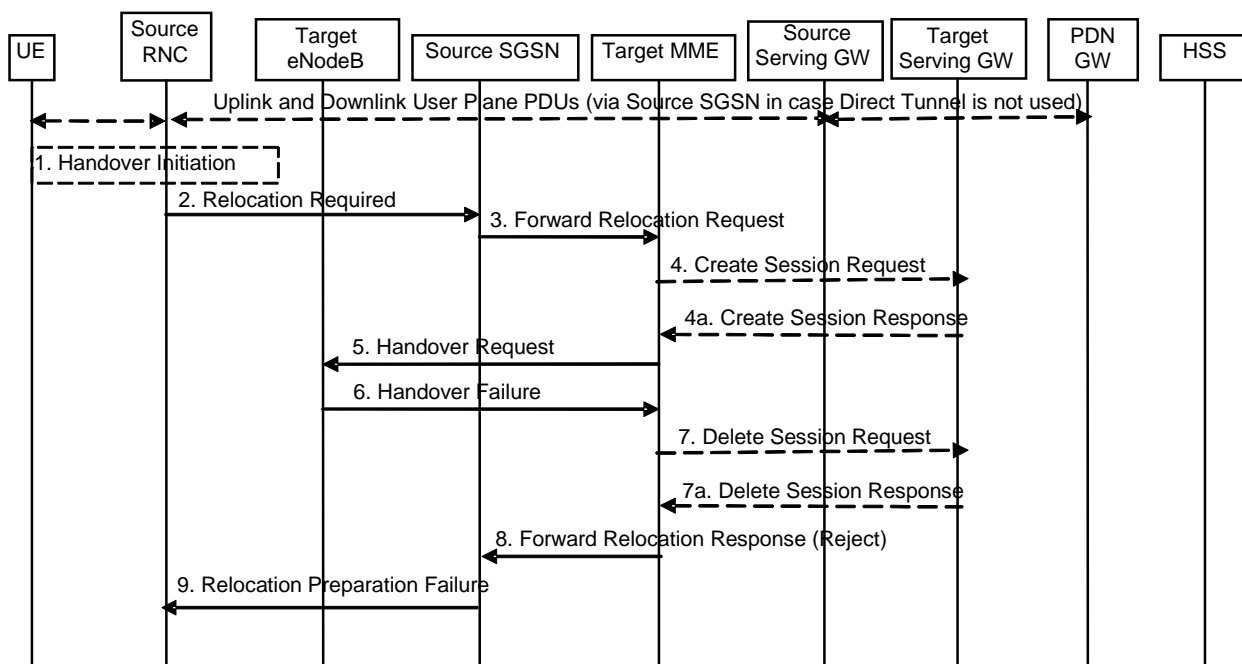 UE
Source
RNC
Target
eNodeB
Source SGSN
Target MME
Source
Serving GW
Target
Serving GW
PDN
GW
HSS
Uplink and Downlink User Plane PDUs (via Source SGSN in case Direct Tunnel is not used)
1. Handover Initiation
2. Relocation Required
3. Forward Relocation Request
4. Create Session Request
4a. Create Session Response
5. Handover Request
6. Handover Failure
7. Delete Session Request
7a. Delete Session Response
8. Forward Relocation Response (Reject)
9. Relocation Preparation Failure